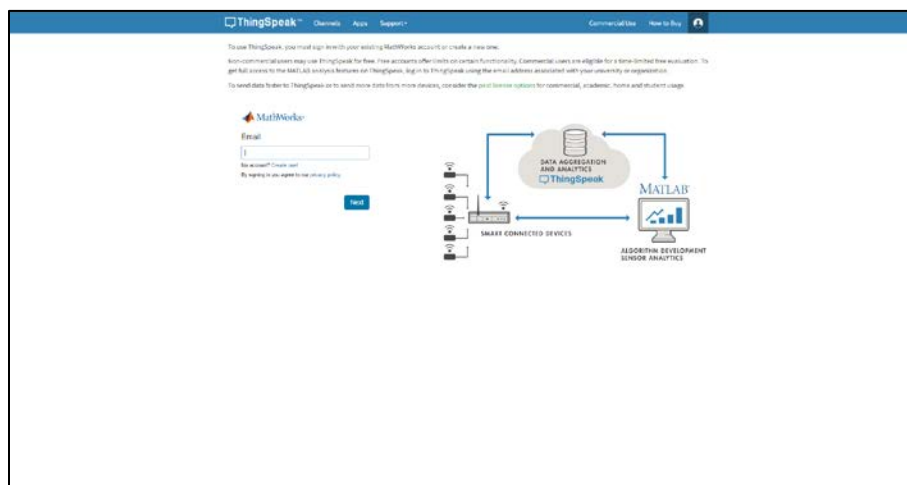 ThingSpeak™ Channels Apps Support Commercial Use How to Buy
To use ThingSpeak, you must sign in with your existing MathWorks account or create a new one.
Non-commercial users may use ThingSpeak for free. Free accounts offer limits on certain functionality. Commercial users are eligible for a time-limited free evaluation. To
get full access to the MATLAB analysis features on ThingSpeak, log in to ThingSpeak using the email address associated with your university or organization.
To send data faster to ThingSpeak or to send more data from more devices, consider the paid license options for commercial, academic, home and student usage.
MathWorks®
Email
No account? Create one!
By signing in you agree to our privacy policy.
Next
DATA AGGREGATION
AND ANALYTICS
ThingSpeak
SMART CONNECTED DEVICES
MATLAB®
ALGORITHM DEVELOPMENT
SENSOR ANALYTICS